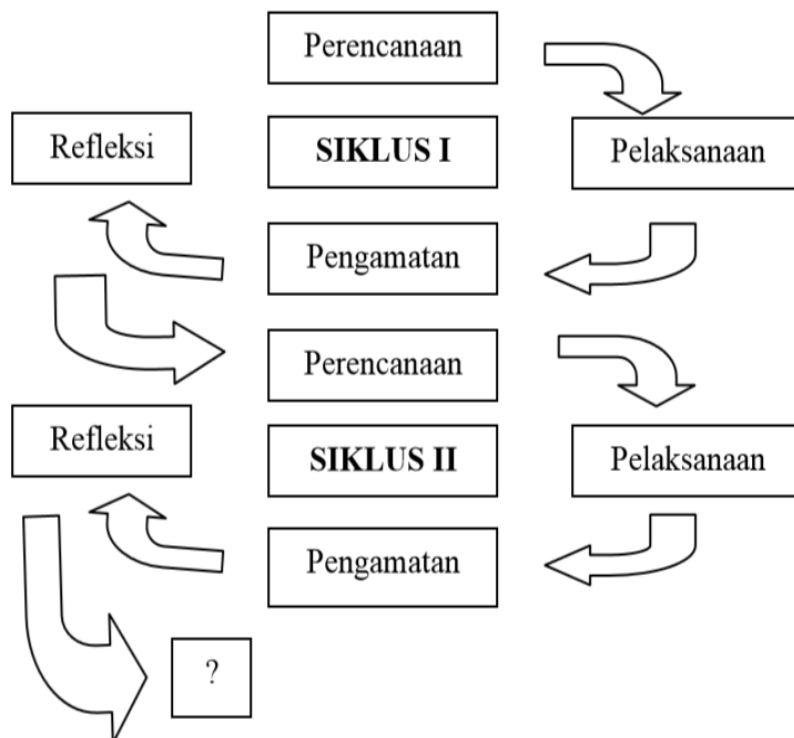 Perencanaan
Refleksi
SIKLUS I
Pelaksanaan
Pengamatan
Perencanaan
Refleksi
SIKLUS II
Pelaksanaan
Pengamatan
?